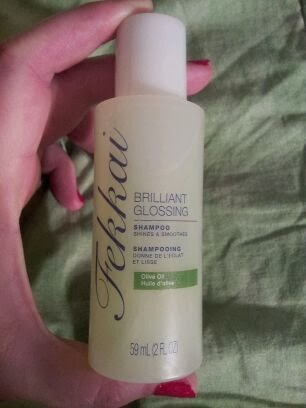 Fekkai
BRILLIANT
GLOSSING
SHAMPOO
SHINES & SMOOTHES
SHAMPOOING
DONNE DE L'ÉCLAT
ET LISSE
Olive Oil
Huile d'olive
59 mL (2 FL OZ)